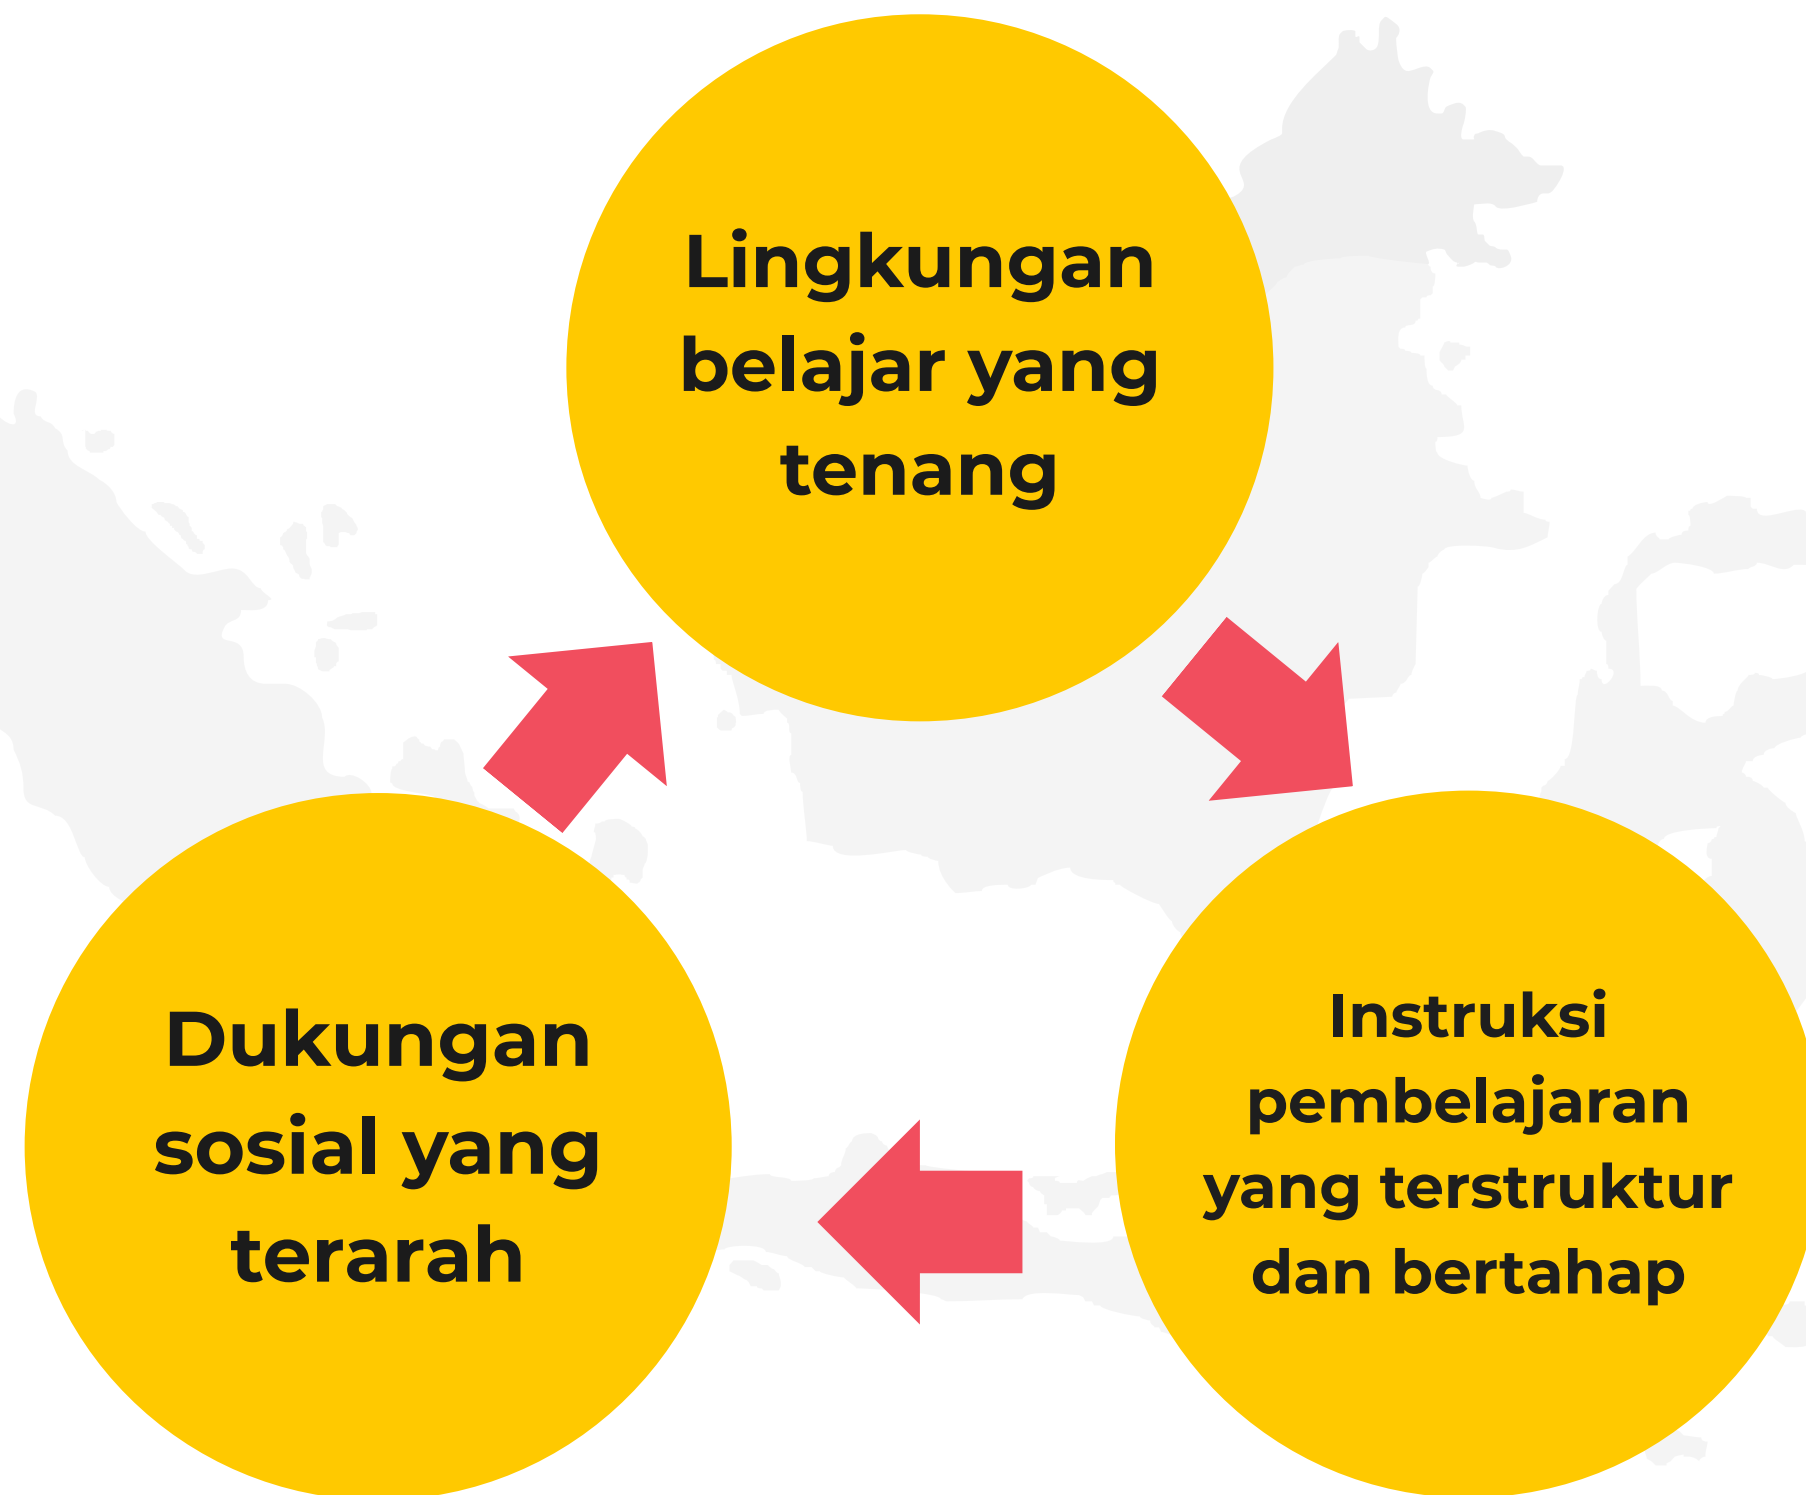 Lingkungan
belajar yang
tenang
Dukungan
sosial yang
terarah
Instruksi
pembelajaran
yang terstruktur
dan bertahap